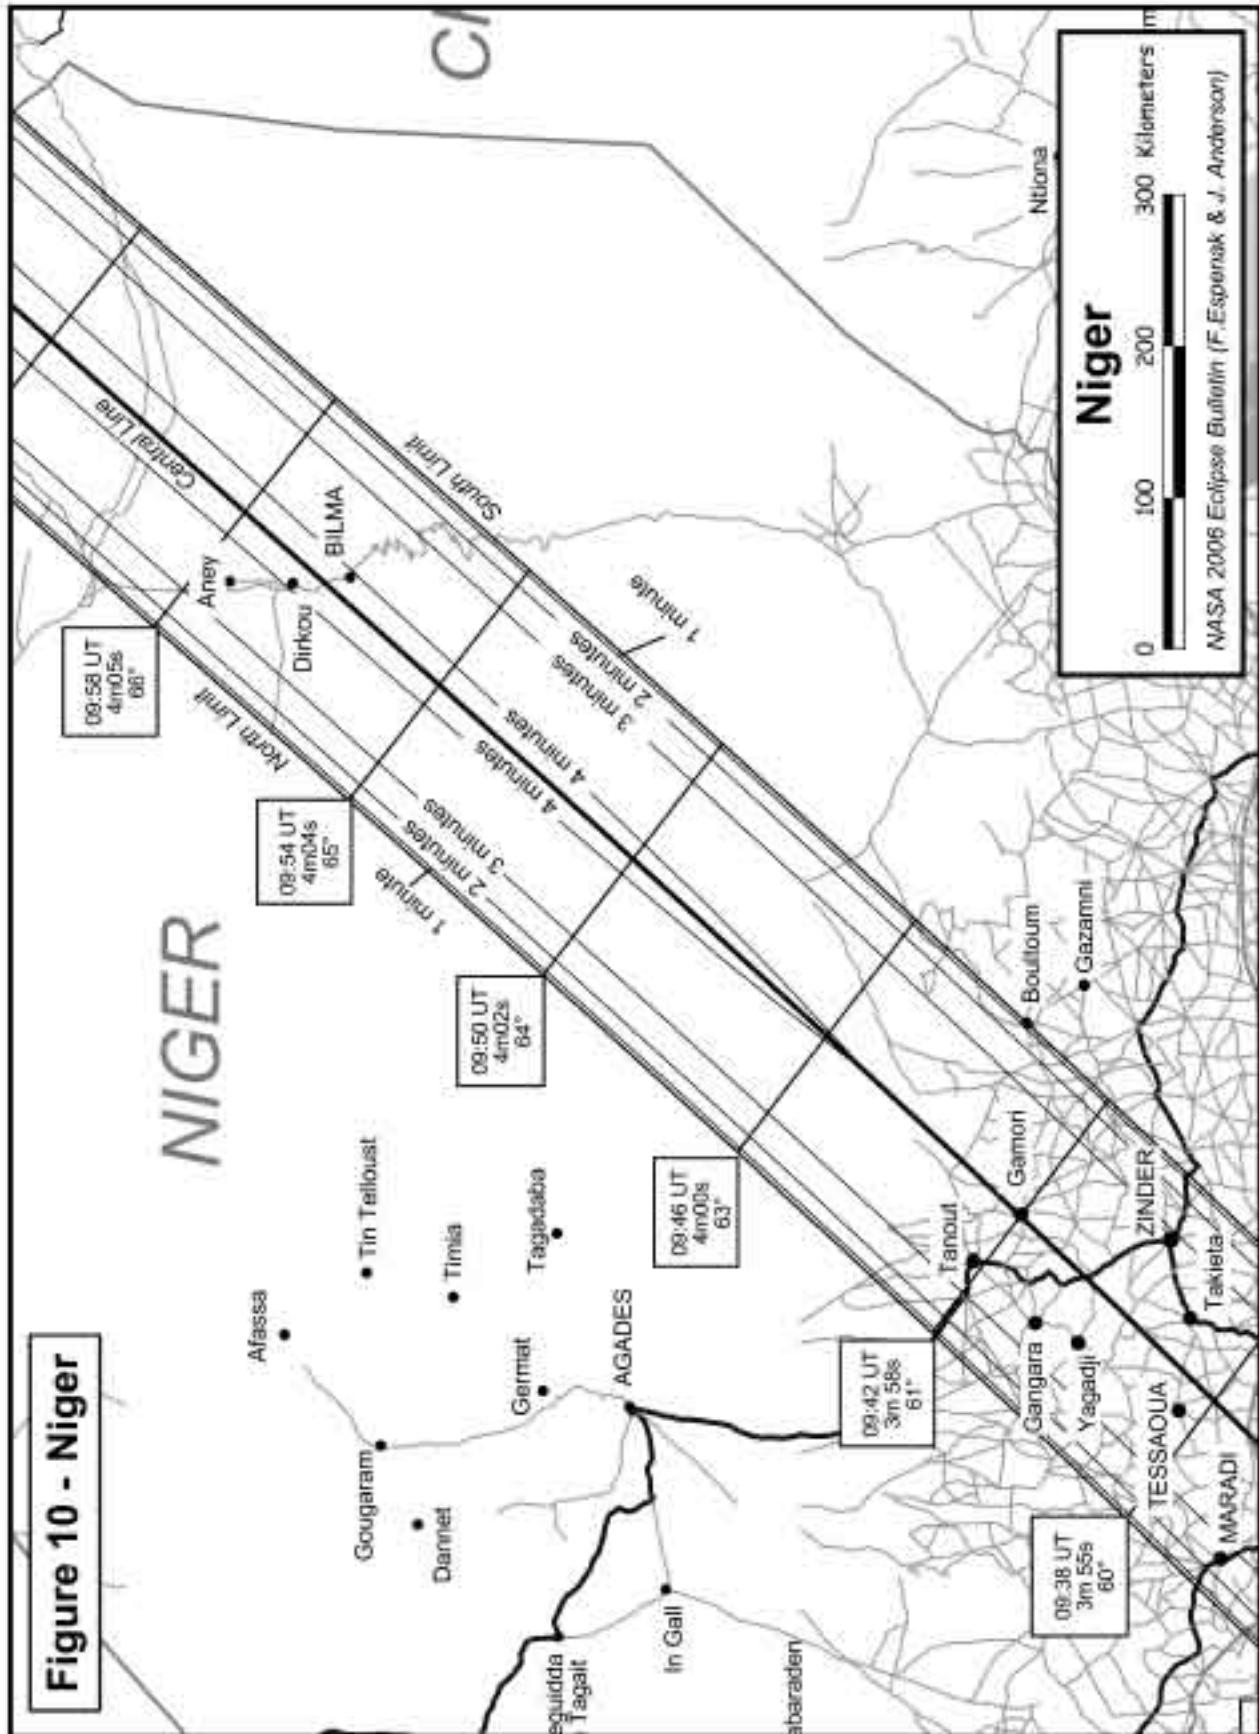 Figure 10 - Niger
NIGER
CH
09:58 UT
4m05s
66°
09:54 UT
4m04s
65°
09:50 UT
4m02s
64°
09:46 UT
4m00s
63°
09:42 UT
3m 58s
61°
09:38 UT
3m 55s
60°
North Limit
Central Line
South Limit
1 minute
2 minutes
3 minutes
4 minutes
4 minutes
3 minutes
2 minutes
1 minute
Aney
Dirkou
BILMA
Afassa
Tin Telloust
Timia
Tagadaba
Gougaram
Dannet
Germat
AGADES
In Gall
eguidda
Tagait
abaraden
Tanout
Gamori
Boultoum
Gazamni
Gangara
Yagadji
ZINDER
Takieta
TESSAOUA
MARADI
Ntiona
m
Niger
0 100 200 300 Kilometers
NASA 2006 Eclipse Bulletin (F.Espenak & J. Anderson)